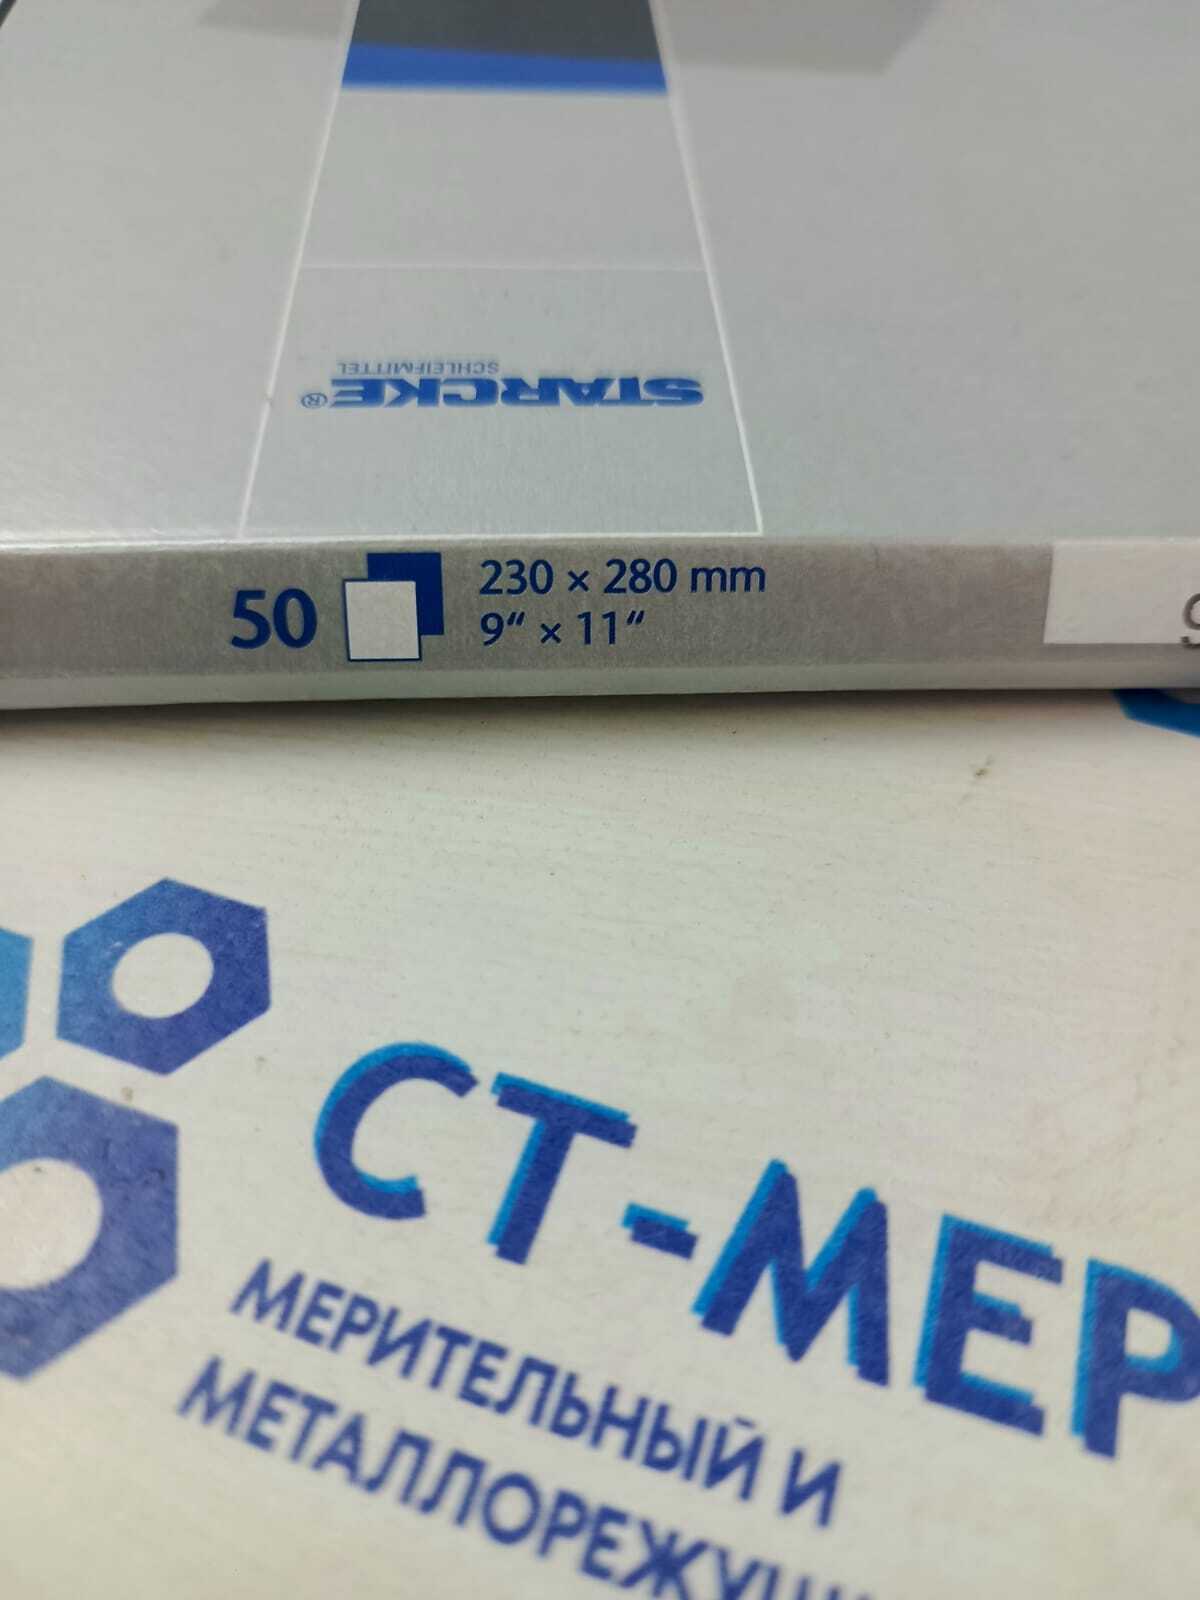 STARCKE®
SCHLEIFMITTEL
50
230 × 280 mm
9“ × 11“
СТ-МЕР
МЕРИТЕЛЬНЫЙ И
МЕТАЛЛОРЕЖУЩ